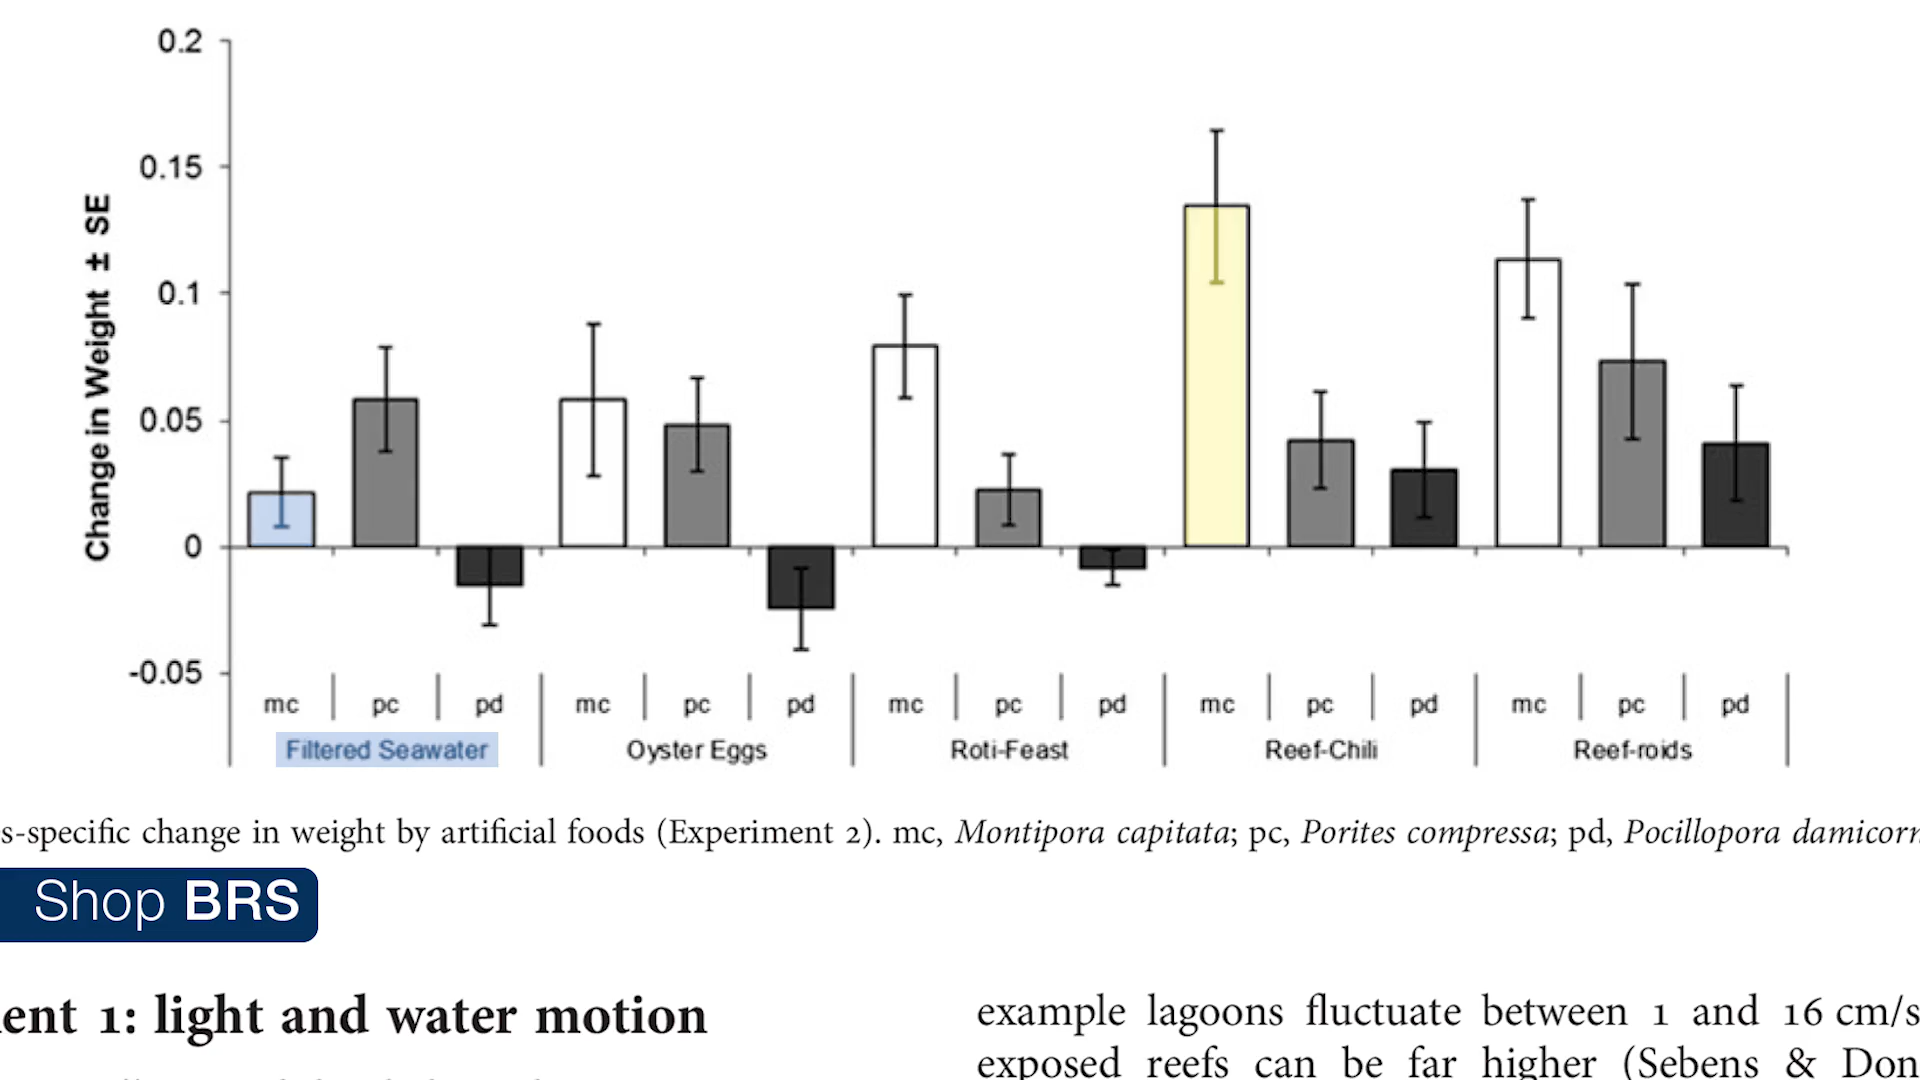 0.2
0.15
0.1
0.05
0
-0.05
Change in Weight ± SE
mc pc pd mc pc pd mc pc pd mc pc pd mc pc pd
Filtered Seawater Oyster Eggs Roti-Feast Reef-Chili Reef-roids
s-specific change in weight by artificial foods (Experiment 2). mc, Montipora capitata; pc, Porites compressa; pd, Pocillopora damicorn
Shop BRS
ent 1: light and water motion
example lagoons fluctuate between 1 and 16 cm/s
exposed reefs can be far higher (Sebens & Don